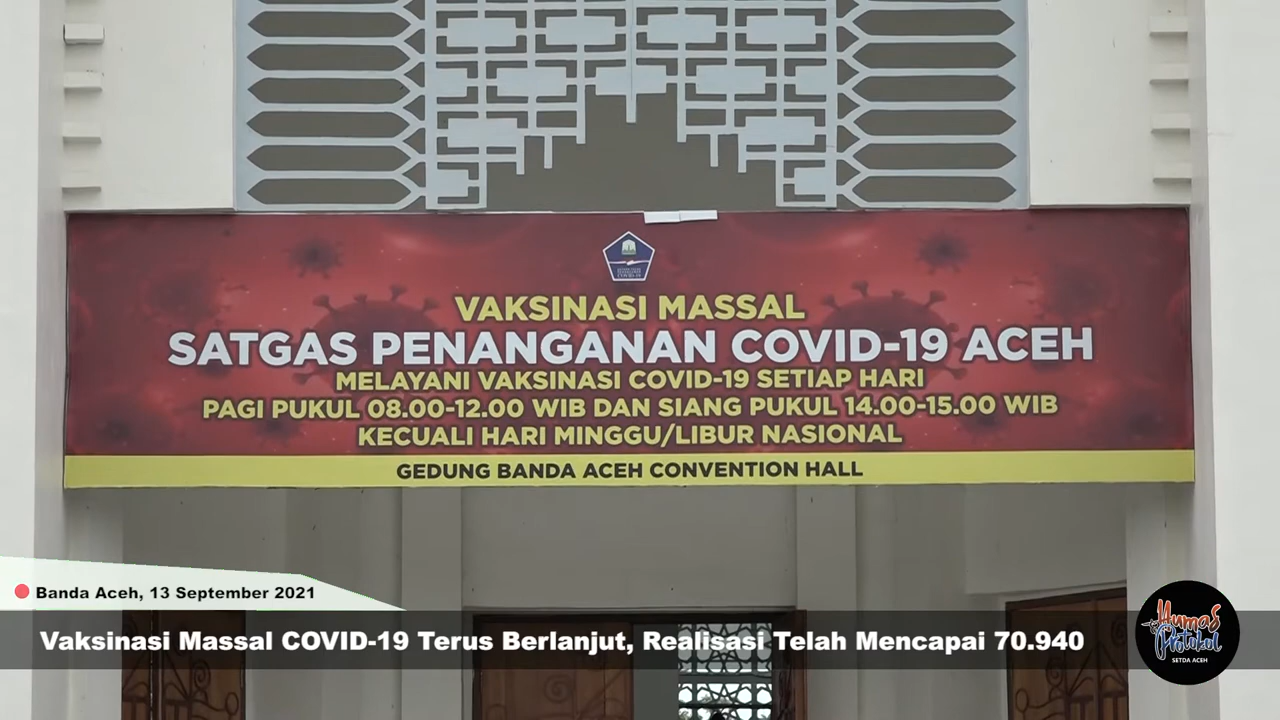 VAKSINASI MASSAL
SATGAS PENANGANAN COVID-19 ACEH
MELAYANI VAKSINASI COVID-19 SETIAP HARI
PAGI PUKUL 08.00-12.00 WIB DAN SIANG PUKUL 14.00-15.00 WIB
KECUALI HARI MINGGU/LIBUR NASIONAL
GEDUNG BANDA ACEH CONVENTION HALL
Banda Aceh, 13 September 2021
Vaksinasi Massal COVID-19 Terus Berlanjut, Realisasi Telah Mencapai 70.940
Humas
Protokol
SETDA ACEH